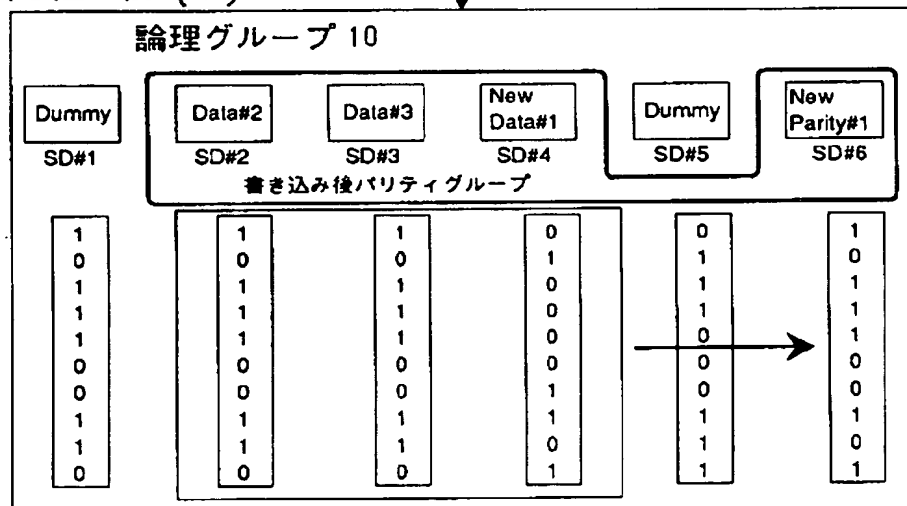 論理グループ 10
Dummy Data#2 Data#3 New Data#1 Dummy New Parity#1
SD#1 SD#2 SD#3 SD#4 SD#5 SD#6
書き込み後パリティグループ
1 1 1 0 0 1
0 0 0 1 1 0
1 1 1 0 1 1
1 1 1 0 1 1
1 1 1 0 0 1
0 0 0 0 0 0
0 0 0 1 0 0
1 1 1 1 1 1
1 1 1 0 1 0
0 0 0 1 1 1